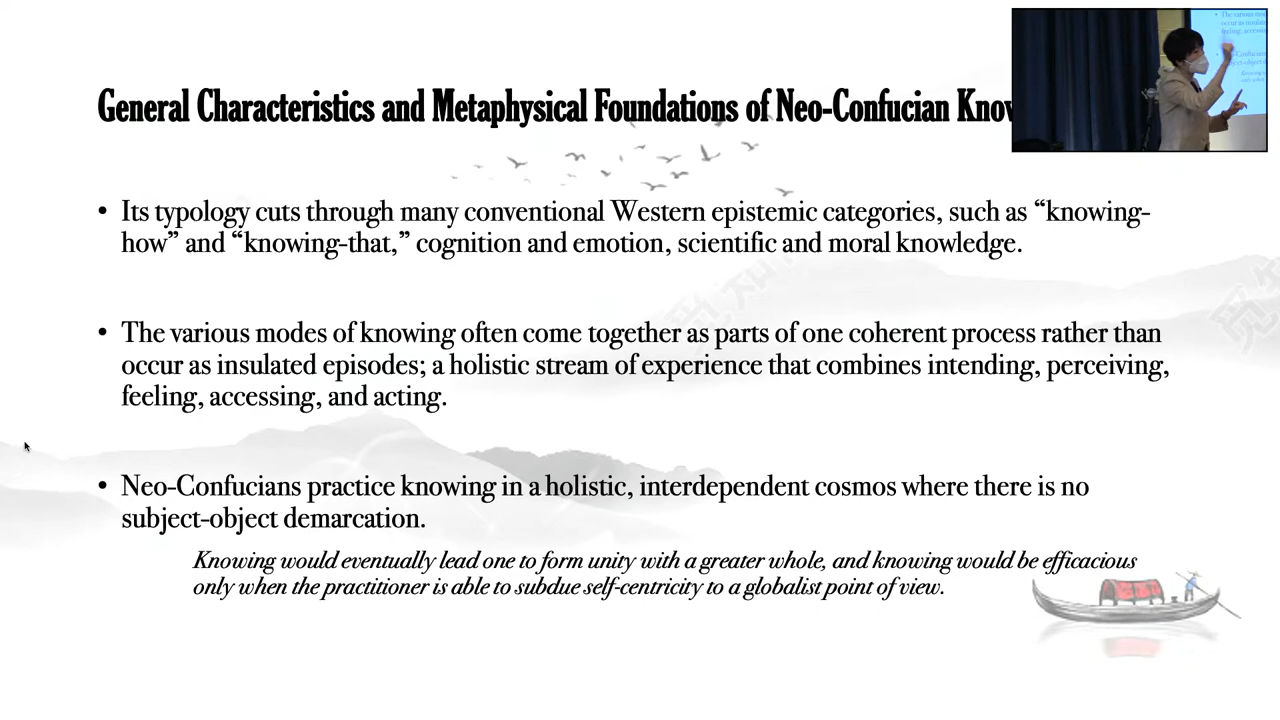 General Characteristics and Metaphysical Foundations of Neo-Confucian
• Its typology cuts through many conventional Western epistemic categories, such as “knowing-
how” and “knowing-that,” cognition and emotion, scientific and moral knowledge.
• The various modes of knowing often come together as parts of one coherent process rather than
occur as insulated episodes; a holistic stream of experience that combines intending, perceiving,
feeling, accessing, and acting.
• Neo-Confucians practice knowing in a holistic, interdependent cosmos where there is no
subject-object demarcation.
Knowing would eventually lead one to form unity with a greater whole, and knowing would be efficacious
only when the practitioner is able to subdue self-centricity to a globalist point of view.